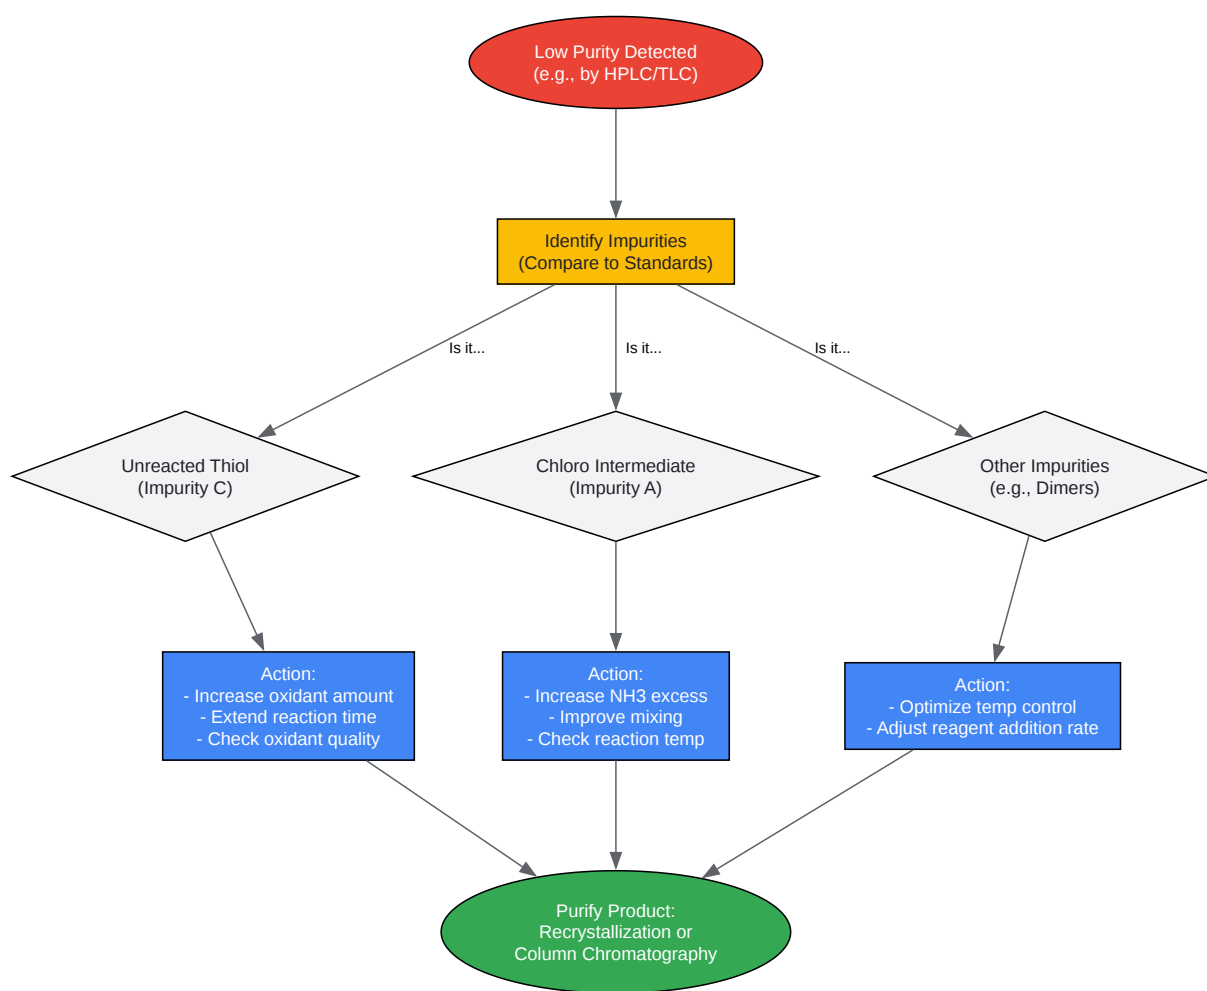 Low Purity Detected
(e.g., by HPLC/TLC)
Identify Impurities
(Compare to Standards)
Is it...
Is it...
Is it...
Unreacted Thiol
(Impurity C)
Chloro Intermediate
(Impurity A)
Other Impurities
(e.g., Dimers)
Action:
- Increase oxidant amount
- Extend reaction time
- Check oxidant quality
Action:
- Increase NH3 excess
- Improve mixing
- Check reaction temp
Action:
- Optimize temp control
- Adjust reagent addition rate
Purify Product:
Recrystallization or
Column Chromatography